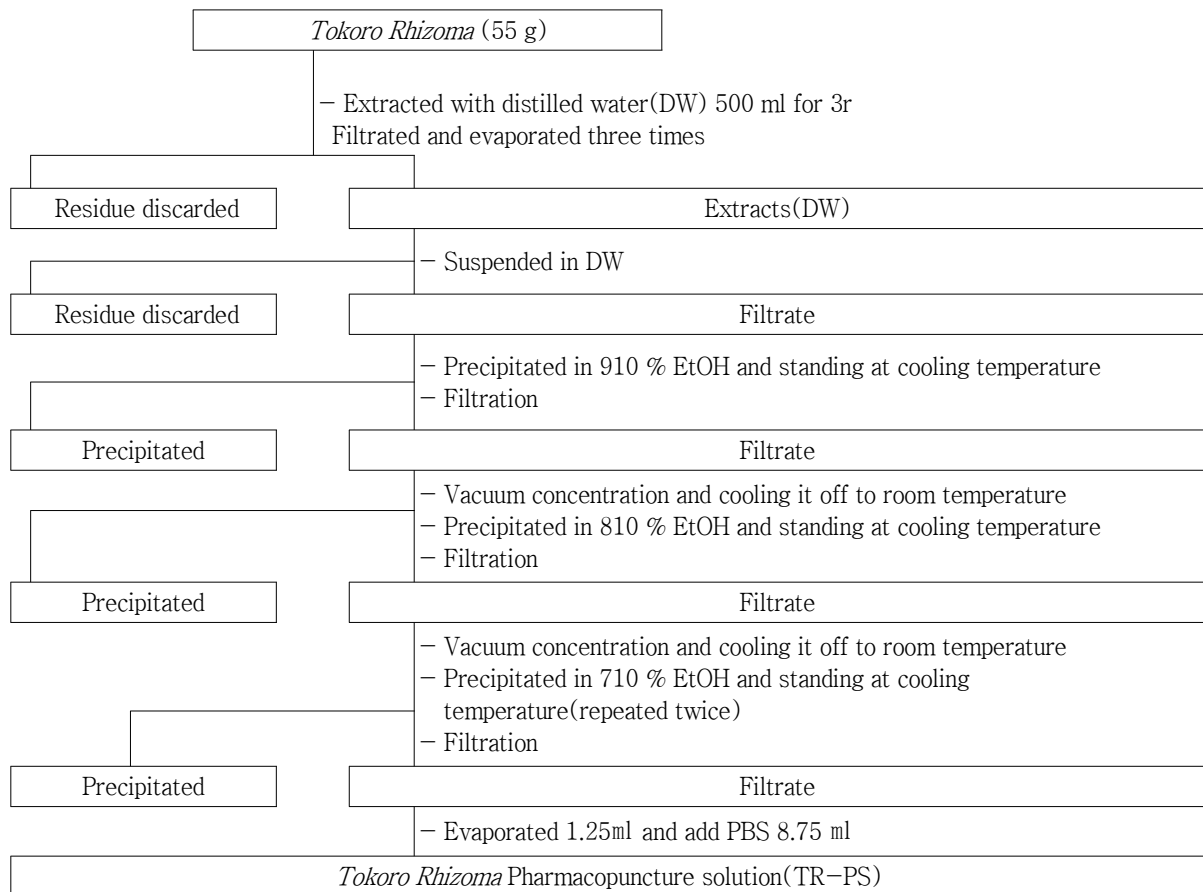 Tokoro Rhizoma (55 g)
- Extracted with distilled water(DW) 500 ml for 3r
Filtrated and evaporated three times
Residue discarded
Extracts(DW)
- Suspended in DW
Residue discarded
Filtrate
- Precipitated in 910 % EtOH and standing at cooling temperature
- Filtration
Precipitated
Filtrate
- Vacuum concentration and cooling it off to room temperature
- Precipitated in 810 % EtOH and standing at cooling temperature
- Filtration
Precipitated
Filtrate
- Vacuum concentration and cooling it off to room temperature
- Precipitated in 710 % EtOH and standing at cooling
temperature(repeated twice)
- Filtration
Precipitated
Filtrate
- Evaporated 1.25㎖ and add PBS 8.75 ml
Tokoro Rhizoma Pharmacopuncture solution(TR-PS)